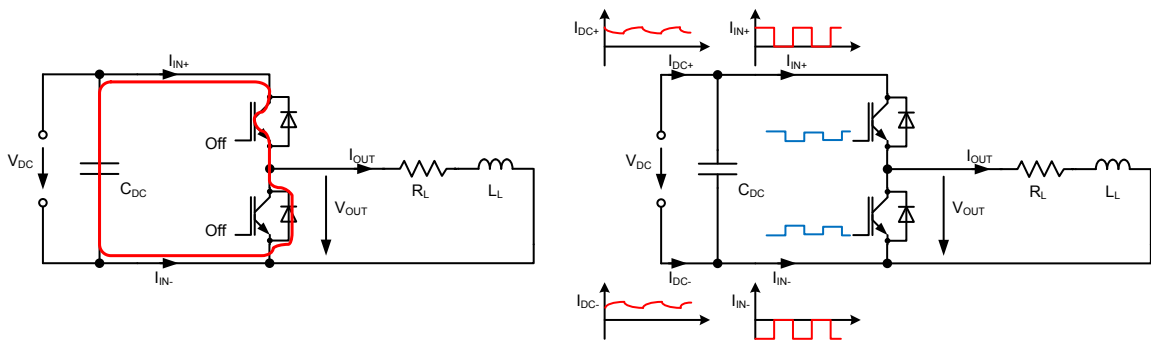 I_IN+
Off
V_DC
C_DC
I_OUT
R_L
L_L
V_OUT
Off
I_IN-
I_DC+
I_IN+
I_DC+
I_IN+
V_DC
C_DC
I_OUT
R_L
L_L
V_OUT
I_DC-
I_IN-
I_DC-
I_IN-